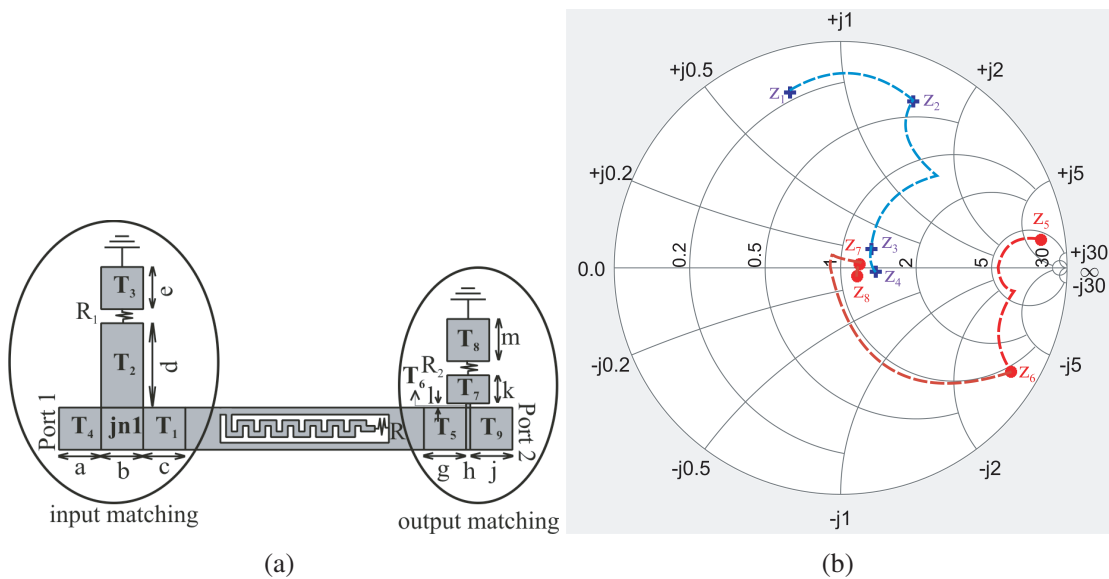 T₃
e
R₁
T₂
d
Port 1
T₄
jn1
T₁
a
b
c
input matching
R
T₈
m
R₂
T₆
T₇
k
l
T₅
T₉
Port 2
g
h
j
output matching
(a)
+j1
+j0.5
+j2
+j0.2
+j5
+j30
0.0
0.2
0.5
1
2
5
30
∞
-j30
-j0.2
-j5
-j0.5
-j2
-j1
Z₁
Z₂
Z₃
Z₄
Z₅
Z₆
Z₇
Z₈
(b)